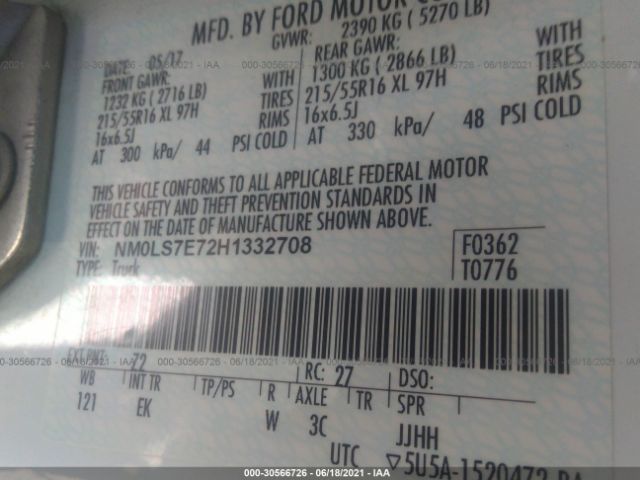 MFD. BY FORD MOTOR CO
DATE: 05/17 GVWR: 2390 KG ( 5270 LB)
FRONT GAWR: WITH REAR GAWR: WITH
1232 KG ( 2716 LB) TIRES 1300 KG ( 2866 LB) TIRES
215/55R16 XL 97H RIMS 215/55R16 XL 97H RIMS
16x6.5J 16x6.5J
AT 300 kPa/ 44 PSI COLD AT 330 kPa/ 48 PSI COLD
THIS VEHICLE CONFORMS TO ALL APPLICABLE FEDERAL MOTOR
VEHICLE SAFETY AND THEFT PREVENTION STANDARDS IN
EFFECT ON THE DATE OF MANUFACTURE SHOWN ABOVE.
VIN: NM0LS7E72H1332708 F0362
TYPE: Truck T0776
EXT PNT: 72 RC: 27 DSO:
WB INT TR TP/PS R AXLE TR SPR
121 EK W 3C JJHH
UTC ▽5U5A-1520472-
000-30566726 - 06/18/2021 - IAA